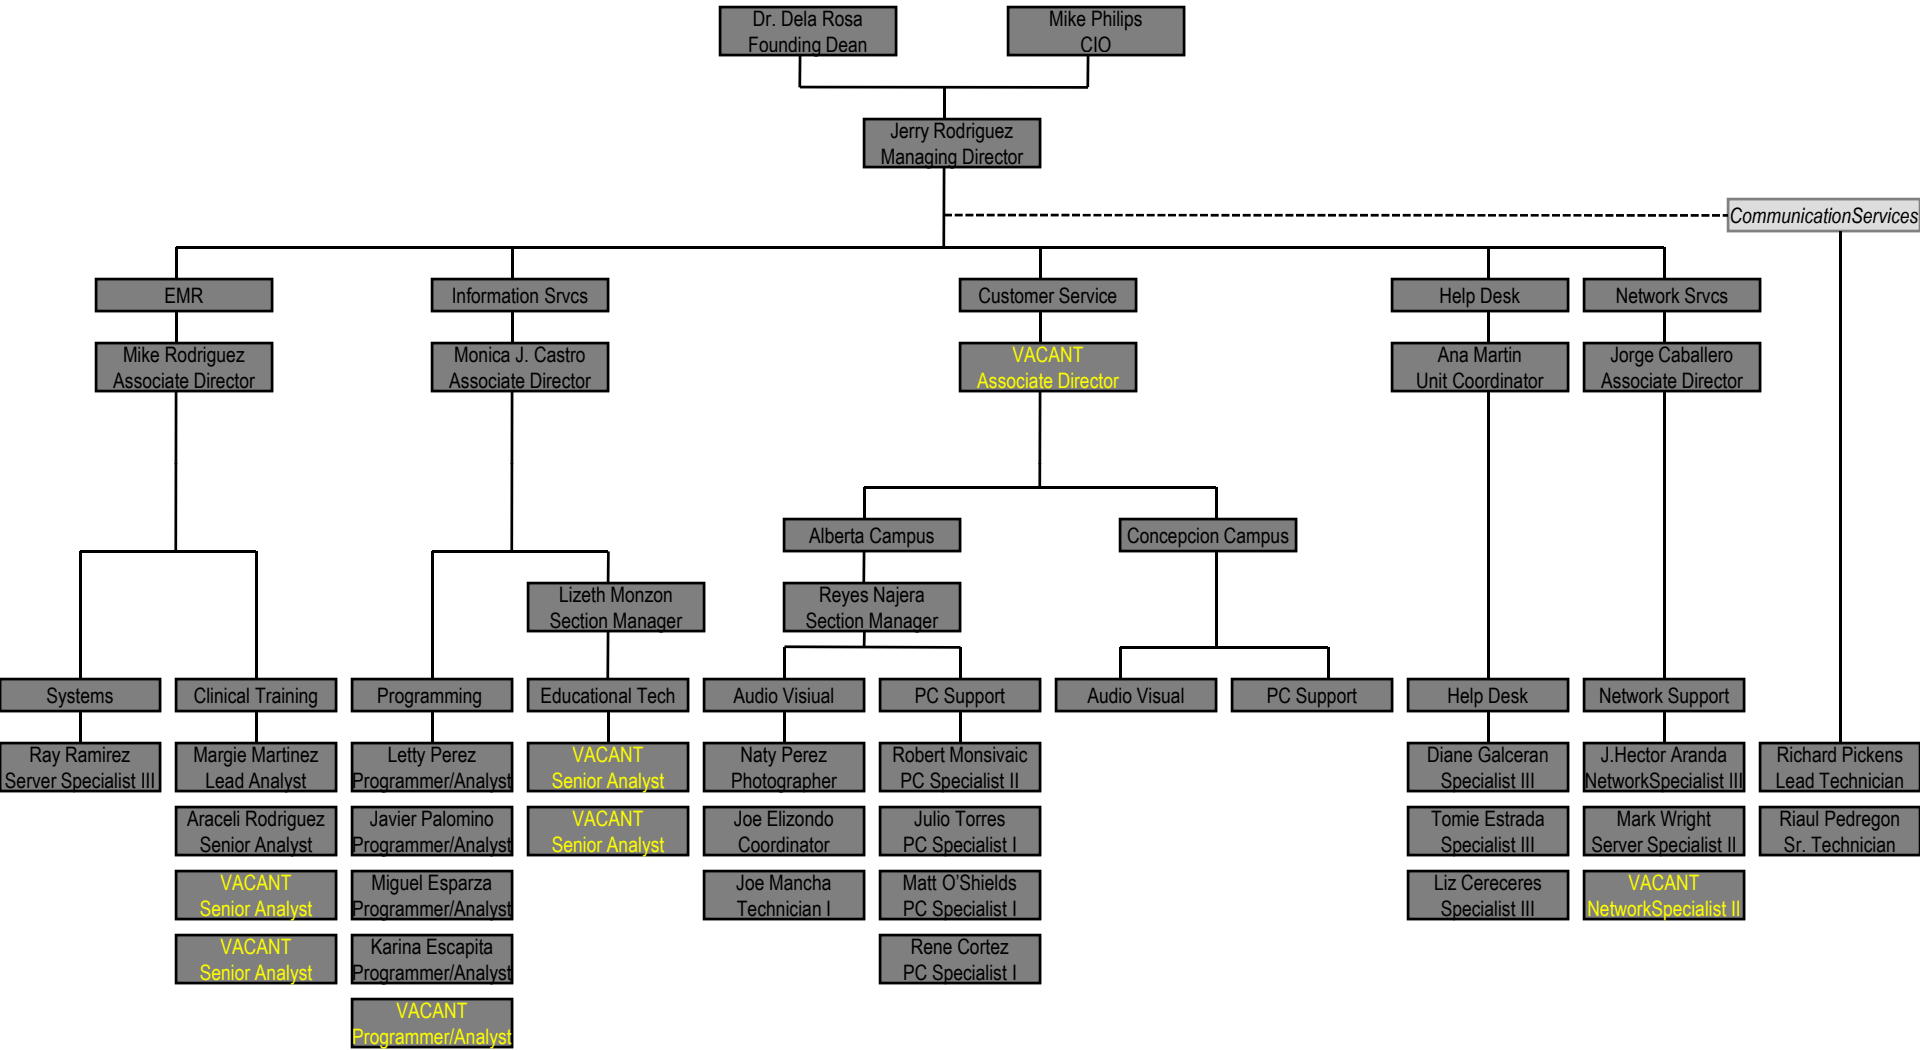 Dr. Dela Rosa
Founding Dean
Mike Philips
CIO
Jerry Rodriguez
Managing Director
CommunicationServices
EMR
Information Srvcs
Customer Service
Help Desk
Network Srvcs
Mike Rodriguez
Associate Director
Monica J. Castro
Associate Director
VACANT
Associate Director
Ana Martin
Unit Coordinator
Jorge Caballero
Associate Director
Alberta Campus
Concepcion Campus
Lizeth Monzon
Section Manager
Reyes Najera
Section Manager
Systems
Clinical Training
Programming
Educational Tech
Audio Visiual
PC Support
Audio Visual
PC Support
Help Desk
Network Support
Ray Ramirez
Server Specialist III
Margie Martinez
Lead Analyst
Letty Perez
Programmer/Analyst
VACANT
Senior Analyst
Naty Perez
Photographer
Robert Monsivaic
PC Specialist II
Diane Galceran
Specialist III
J.Hector Aranda
NetworkSpecialist III
Richard Pickens
Lead Technician
Araceli Rodriguez
Senior Analyst
Javier Palomino
Programmer/Analyst
VACANT
Senior Analyst
Joe Elizondo
Coordinator
Julio Torres
PC Specialist I
Tomie Estrada
Specialist III
Mark Wright
Server Specialist II
Riaul Pedregon
Sr. Technician
VACANT
Senior Analyst
Miguel Esparza
Programmer/Analyst
Joe Mancha
Technician I
Matt O'Shields
PC Specialist I
Liz Cereceres
Specialist III
VACANT
NetworkSpecialist II
VACANT
Senior Analyst
Karina Escapita
Programmer/Analyst
Rene Cortez
PC Specialist I
VACANT
Programmer/Analyst